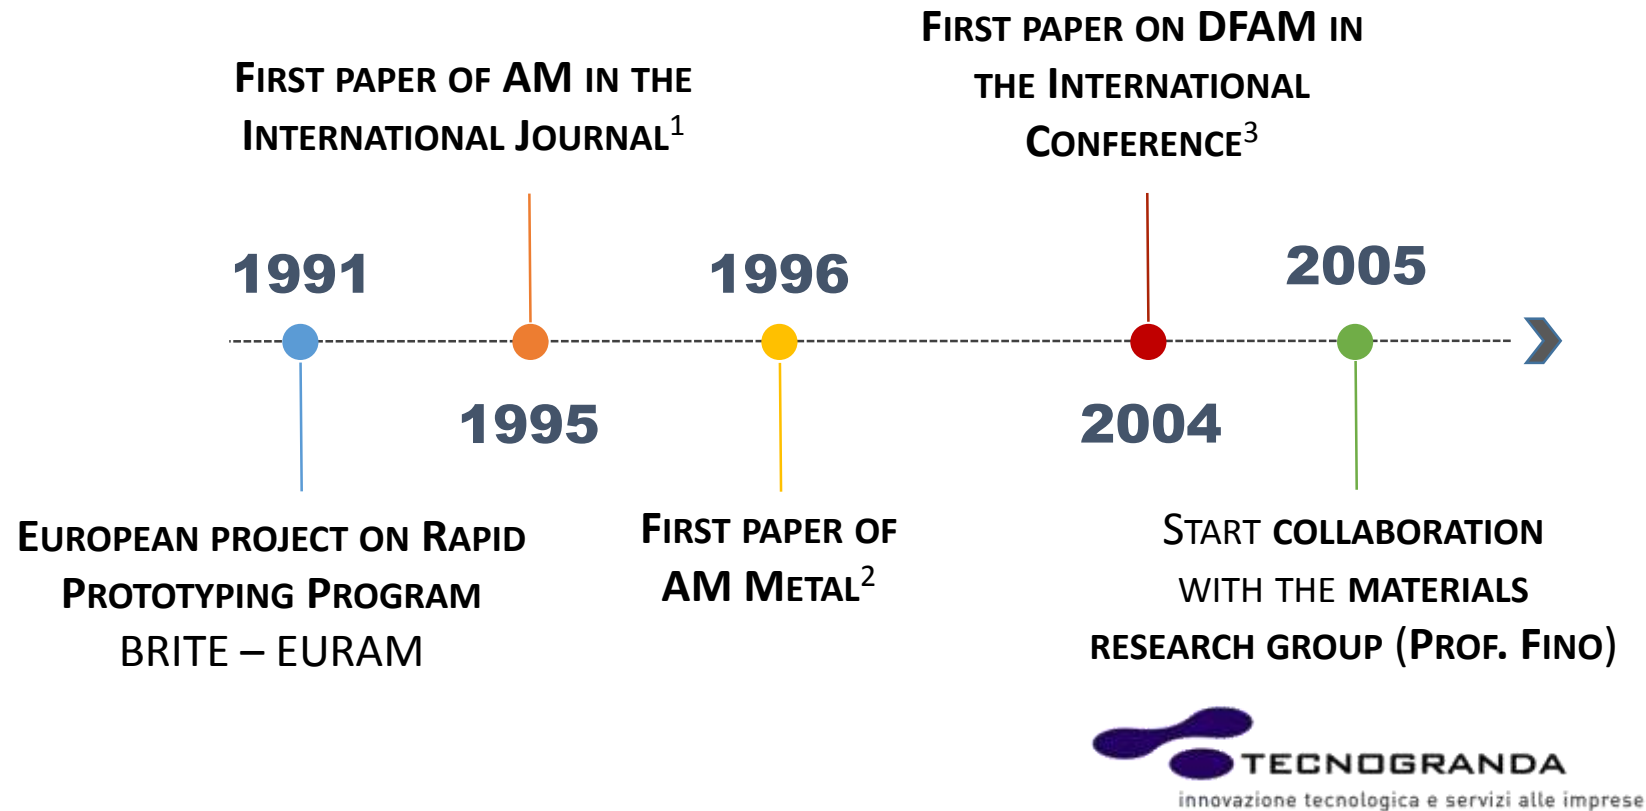 FIRST PAPER OF AM IN THE
INTERNATIONAL JOURNAL1
FIRST PAPER ON DFAM IN
THE INTERNATIONAL
CONFERENCE3
1991
1996
2005
1995
2004
EUROPEAN PROJECT ON RAPID
PROTOTYPING PROGRAM
BRITE – EURAM
FIRST PAPER OF
AM METAL2
START COLLABORATION
WITH THE MATERIALS
RESEARCH GROUP (PROF. FINO)
TECNOGRANDA
innovazione tecnologica e servizi alle imprese